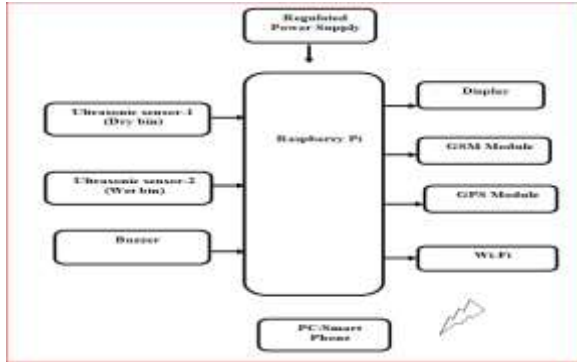 Regulated
Power Supply
Ultrasonic sensor-1
(Dry bin)
Raspberry Pi
Display
GSM Module
Ultrasonic sensor-2
(Wet bin)
GPS Module
Buzzer
Wi-Fi
PC/Smart
Phone